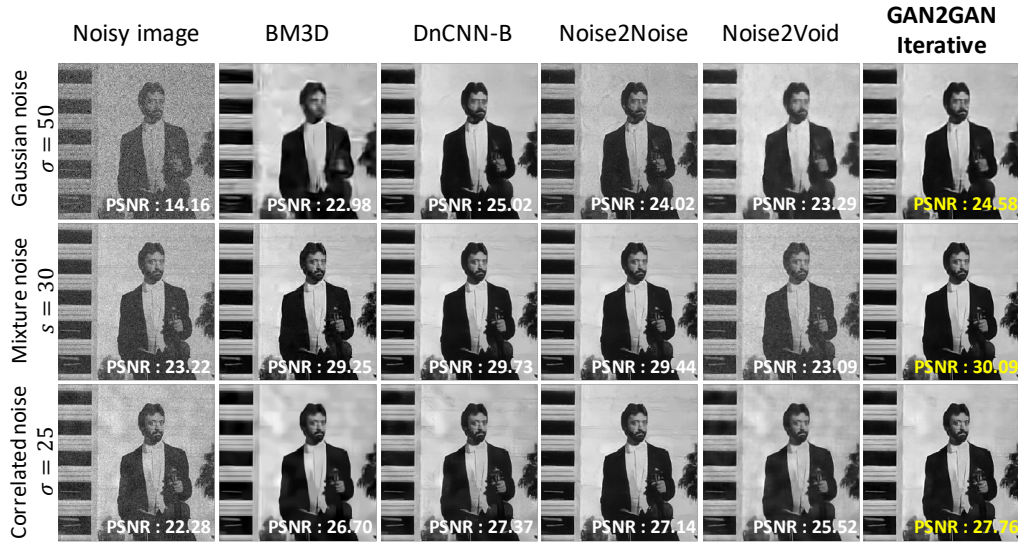 Noisy image BM3D DnCNN-B Noise2Noise Noise2Void GAN2GAN Iterative
Gaussian noise
σ = 50
PSNR : 14.16 PSNR : 22.98 PSNR : 25.02 PSNR : 24.02 PSNR : 23.29 PSNR : 24.58
Mixture noise
s = 30
PSNR : 23.22 PSNR : 29.25 PSNR : 29.73 PSNR : 29.44 PSNR : 23.09 PSNR : 30.09
Correlated noise
σ = 25
PSNR : 22.28 PSNR : 26.70 PSNR : 27.37 PSNR : 27.14 PSNR : 25.52 PSNR : 27.76